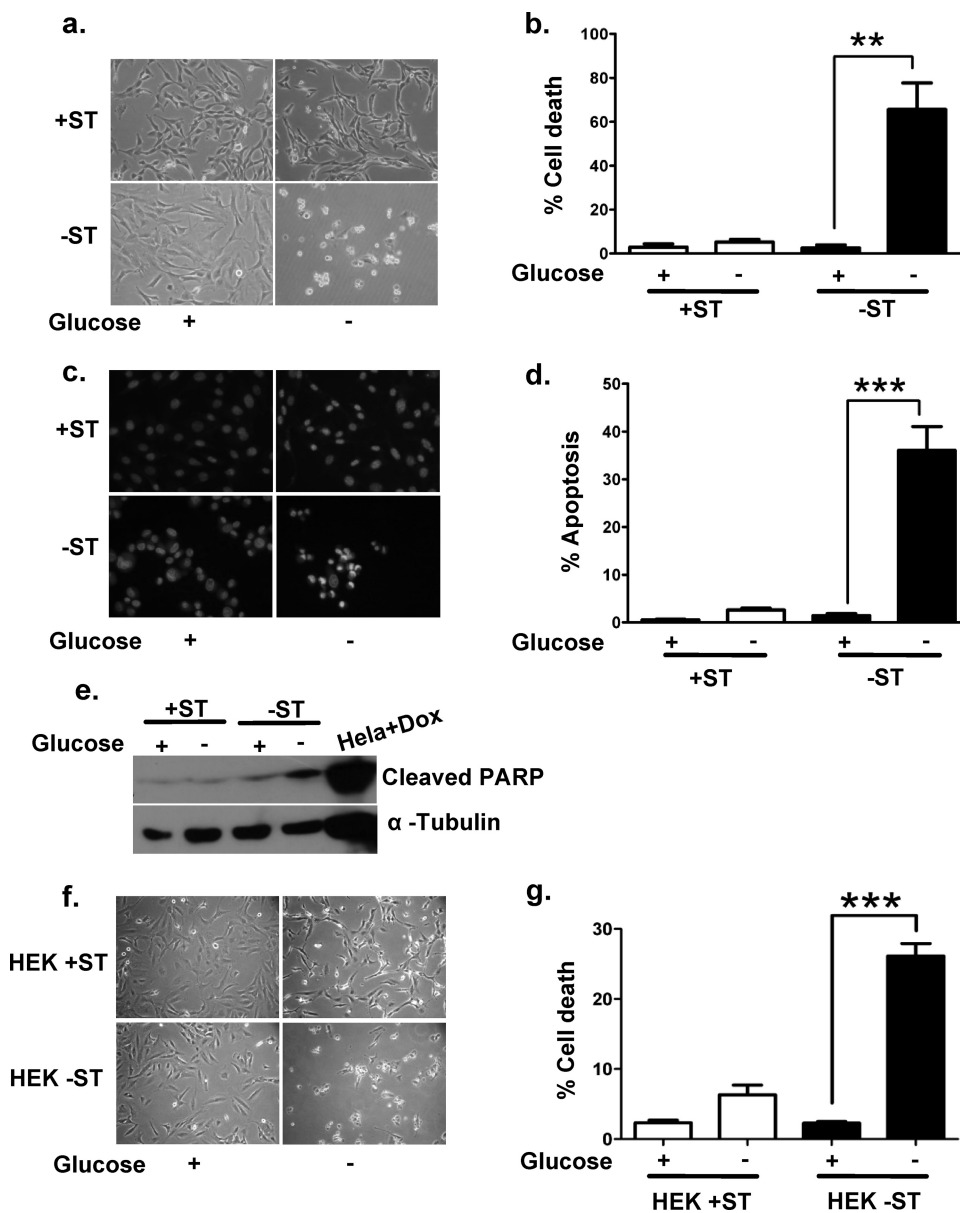 a.
+ST
-ST
Glucose + -
b.
% Cell death
100
80
60
40
20
0
**
Glucose + - + -
+ST -ST
c.
+ST
-ST
Glucose + -
d.
% Apoptosis
50
40
30
20
10
0
***
Glucose + - + -
+ST -ST
e.
+ST -ST Hela+Dox
Glucose + - + -
Cleaved PARP
α -Tubulin
f.
HEK +ST
HEK -ST
Glucose + -
g.
% Cell death
30
20
10
0
***
Glucose + - + -
HEK +ST HEK -ST